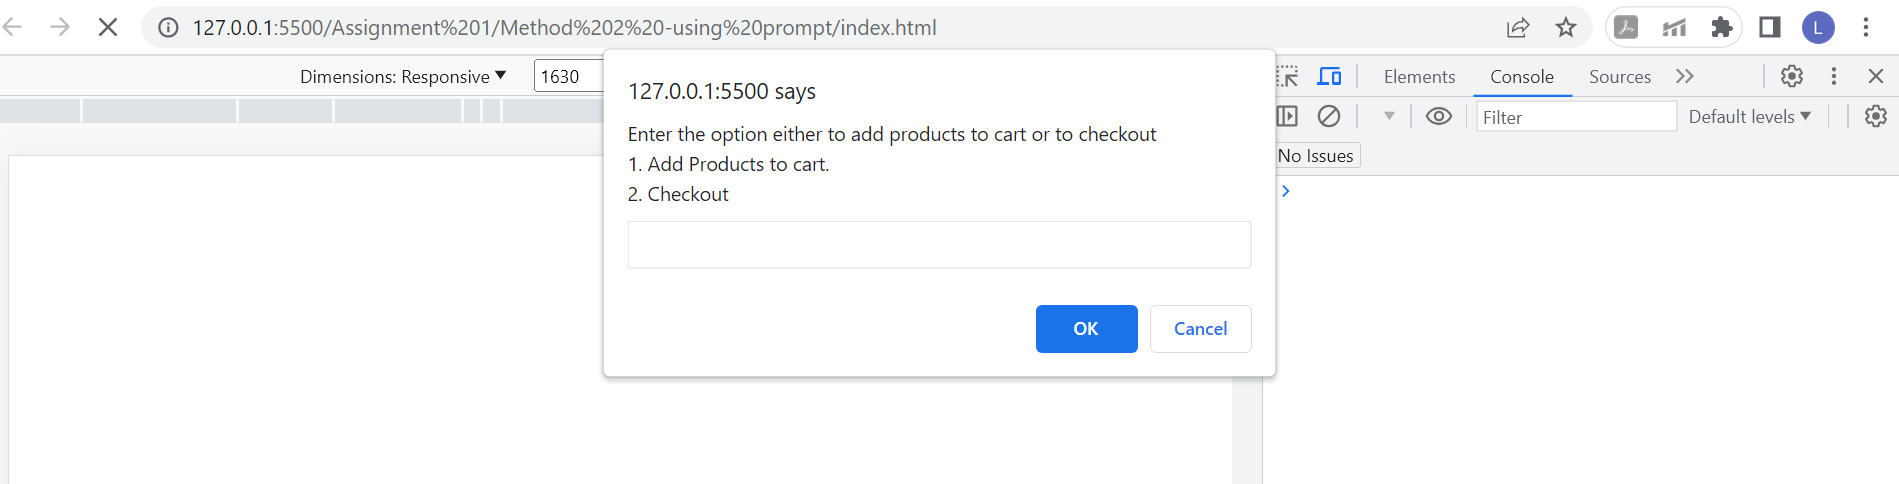 127.0.0.1:5500/Assignment%201/Method%202%20-using%20prompt/index.html
L
Dimensions: Responsive ▼ 1630
Elements Console Sources
127.0.0.1:5500 says
Enter the option either to add products to cart or to checkout
1. Add Products to cart.
2. Checkout
OK Cancel
Filter Default levels ▼
No Issues